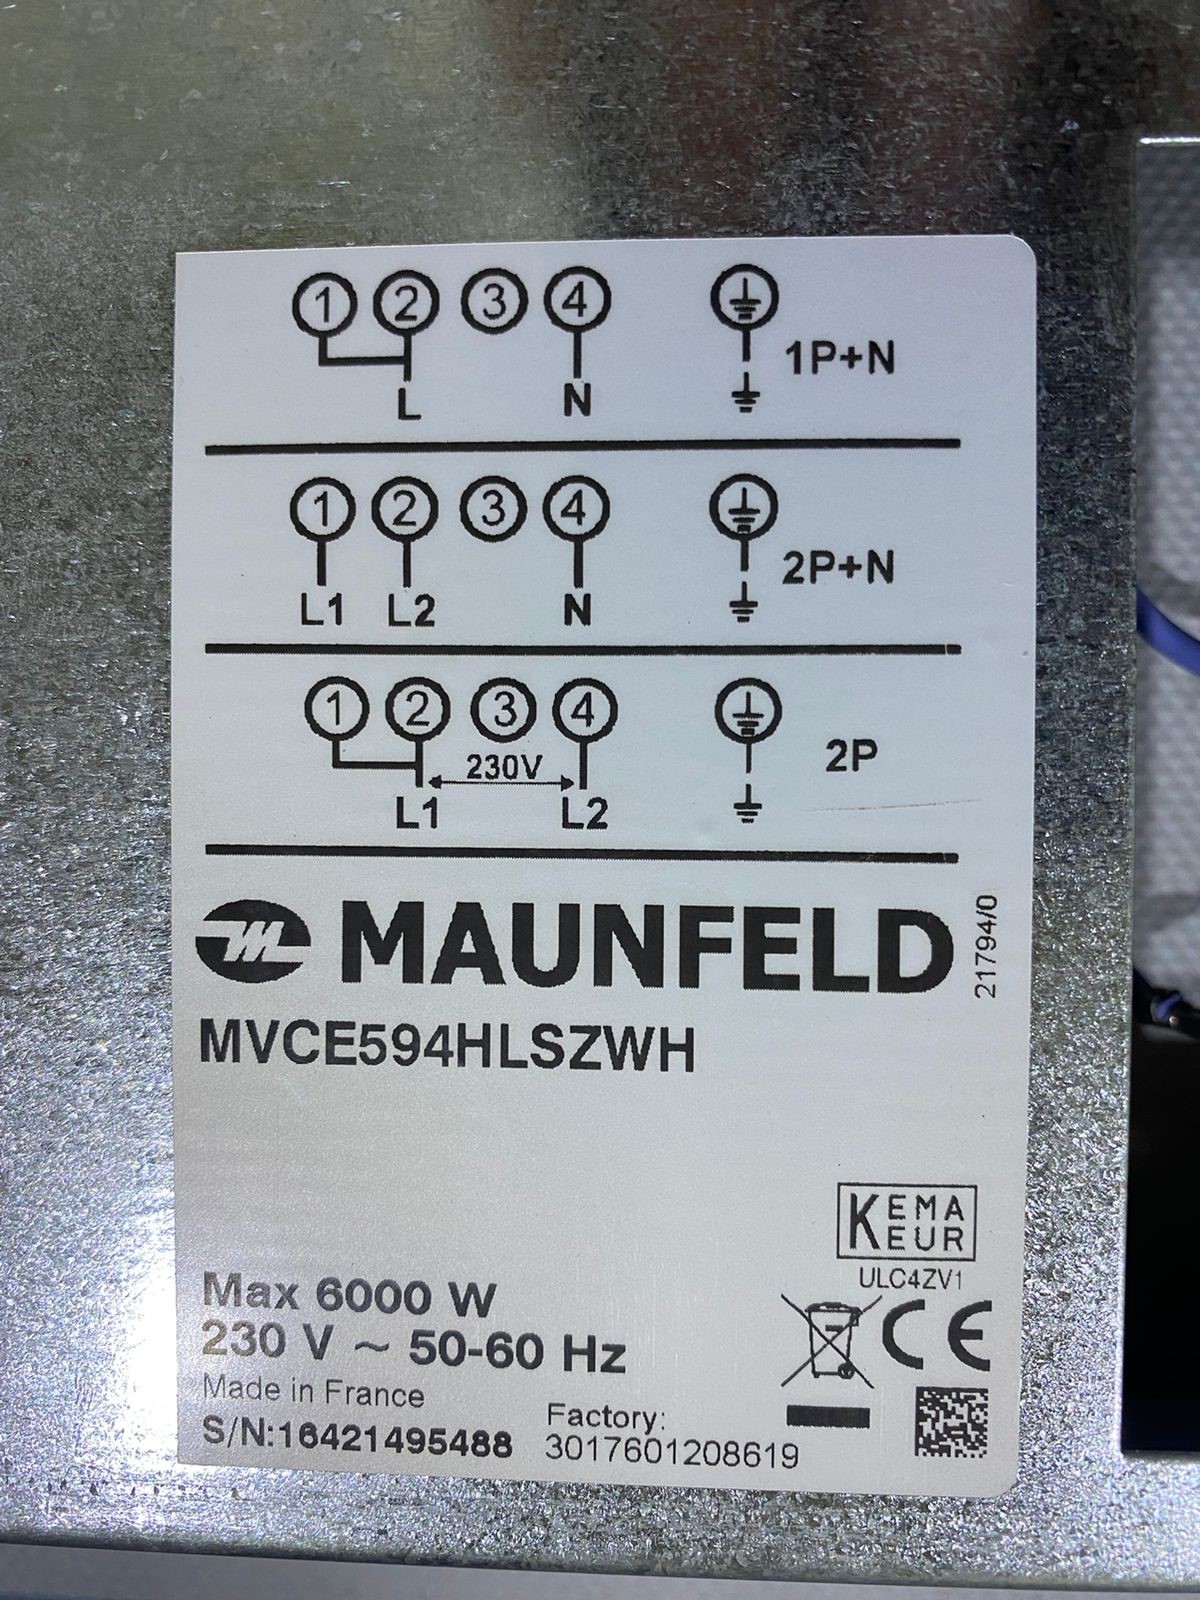 1 2 3 4
1P+N
L N
1 2 3 4
2P+N
L1 L2 N
1 2 3 4
2P
230V
L1 L2
MAUNFELD
21794/0
MVCE594HLSZWH
KEMA
EUR
ULC4ZV1
Max 6000 W
230 V ~ 50-60 Hz
CE
Made in France
S/N:16421495488
Factory:
3017601208619